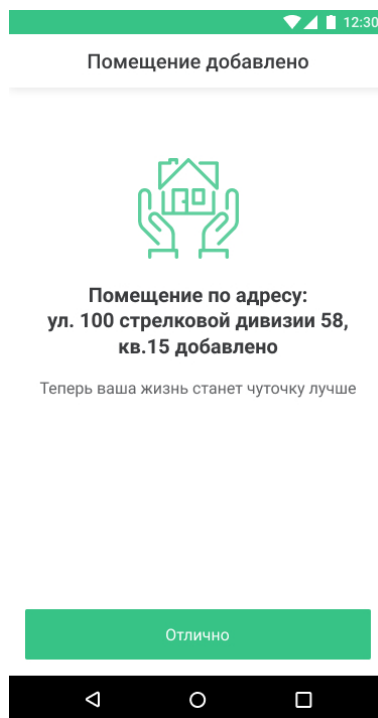 12:30
Помещение добавлено
Помещение по адресу:
ул. 100 стрелковой дивизии 58,
кв.15 добавлено
Теперь ваша жизнь станет чуточку лучше
Отлично